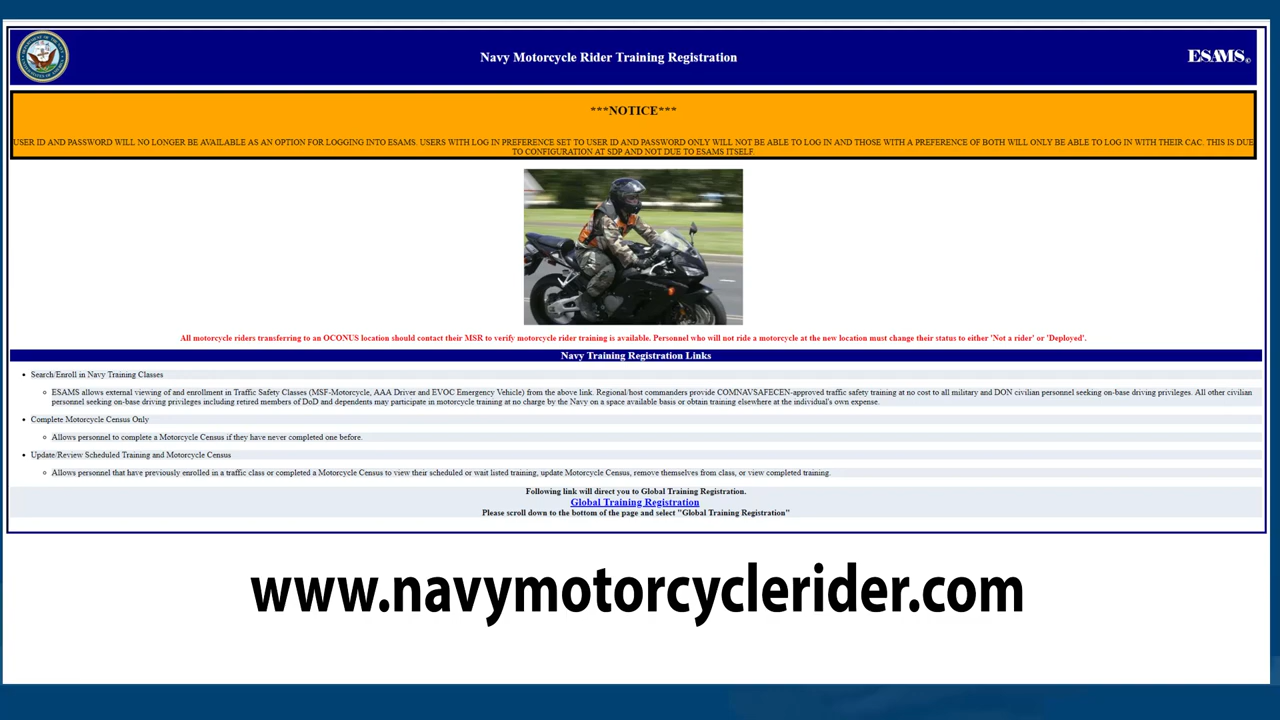 Navy Motorcycle Rider Training Registration
ESAMS©
***NOTICE***
USER ID AND PASSWORD WILL NO LONGER BE AVAILABLE AS AN OPTION FOR LOGGING INTO ESAMS. USERS WITH LOG IN PREFERENCE SET TO USER ID AND PASSWORD ONLY WILL NOT BE ABLE TO LOG IN AND THOSE WITH A PREFERENCE OF BOTH WILL ONLY BE ABLE TO LOG IN WITH THEIR CAC. THIS IS DUE
TO CONFIGURATION AT SDP AND NOT DUE TO ESAMS ITSELF.
All motorcycle riders transferring to an OCONUS location should contact their MSR to verify motorcycle rider training is available. Personnel who will not ride a motorcycle at the new location must change their status to either 'Not a rider' or 'Deployed'.
Navy Training Registration Links
Search/Enroll in Navy Training Classes
ESAMS allows external viewing of and enrollment in Traffic Safety Classes (MSF-Motorcycle, AAA Driver and EVOC Emergency Vehicle) from the above link. Regional/host commanders provide COMNAVSAFECEN-approved traffic safety training at no cost to all military and DON civilian personnel seeking on-base driving privileges. All other civilian
personnel seeking on-base driving privileges including retired members of DoD and dependents may participate in motorcycle training at no charge by the Navy on a space available basis or obtain training elsewhere at the individual's own expense.
Complete Motorcycle Census Only
Allows personnel to complete a Motorcycle Census if they have never completed one before.
Update/Review Scheduled Training and Motorcycle Census
Allows personnel that have previously enrolled in a traffic class or completed a Motorcycle Census to view their scheduled or wait listed training, update Motorcycle Census, remove themselves from class, or view completed training.
Following link will direct you to Global Training Registration.
Global Training Registration
Please scroll down to the bottom of the page and select "Global Training Registration"
www.navymotorcyclerider.com